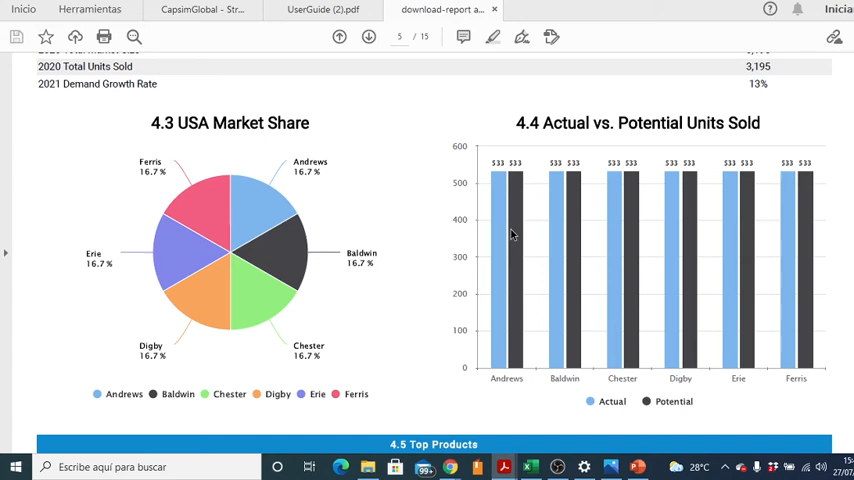 Inicio Herramientas CapsimGlobal - Str... UserGuide (2).pdf download-report a... × ? Inicia
5 / 15
2020 Total Units Sold 3,195
2021 Demand Growth Rate 13%
4.3 USA Market Share
Ferris
16.7 %
Andrews
16.7 %
Erie
16.7 %
Baldwin
16.7 %
Digby
16.7 %
Chester
16.7 %
Andrews Baldwin Chester Digby Erie Ferris
4.4 Actual vs. Potential Units Sold
600
500
400
300
200
100
0
533 533 533 533 533 533 533 533 533 533 533 533
Andrews Baldwin Chester Digby Erie Ferris
Actual Potential
4.5 Top Products
Escribe aquí para buscar 99+ 28°C 15:4
27/07/